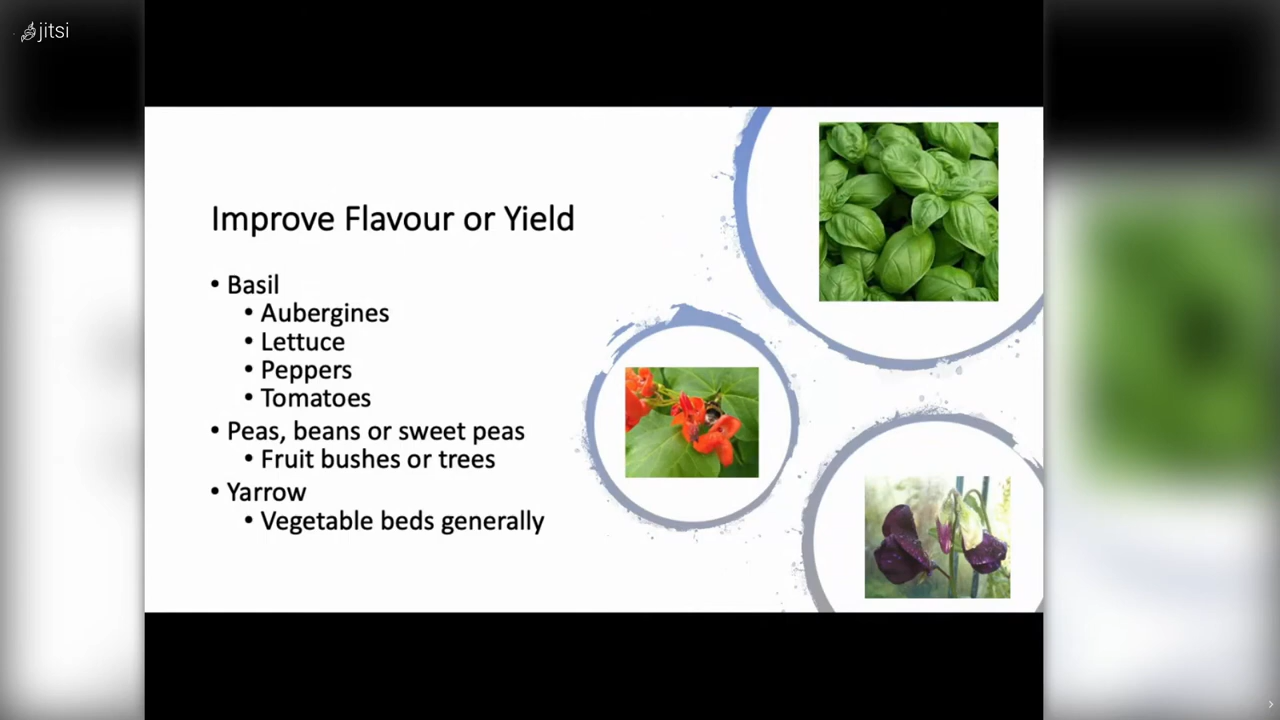 jitsi
Improve Flavour or Yield
• Basil
• Aubergines
• Lettuce
• Peppers
• Tomatoes
• Peas, beans or sweet peas
• Fruit bushes or trees
• Yarrow
• Vegetable beds generally